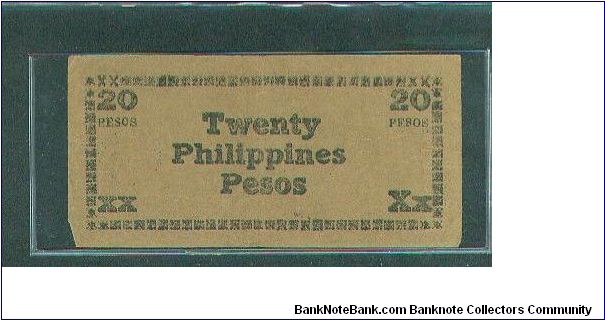 20 20
PESOS PESOS
Twenty
Philippines
Pesos
xx Xx
BankNoteBank.com Banknote Collectors Community